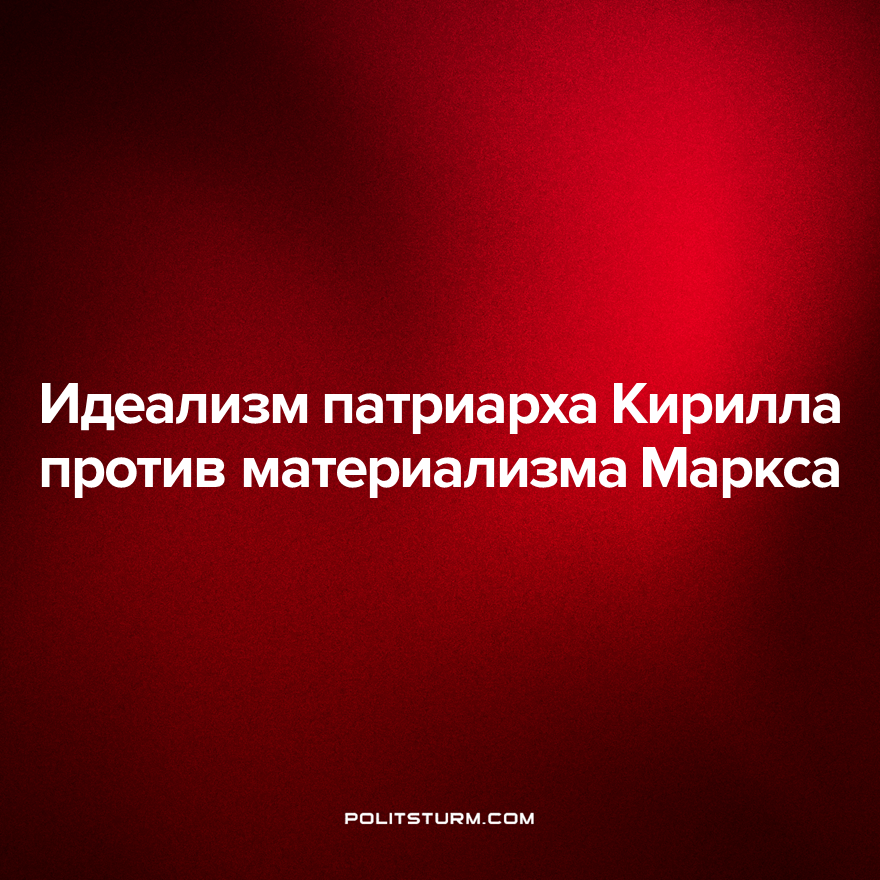 Идеализм патриарха Кирилла
против материализма Маркса
POLITSTURM.COM